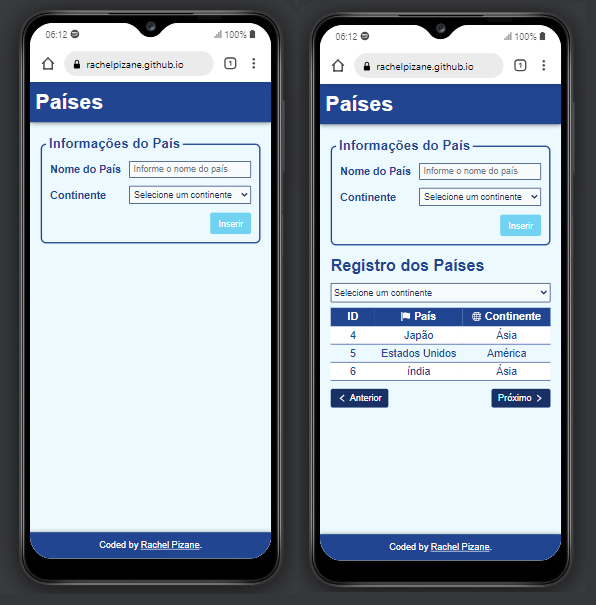 06:12 100%
rachelpizane.github.io 1
Países
Informações do País
Nome do País Informe o nome do país
Continente Selecione um continente
Inserir
Coded by Rachel Pizane.
06:12 100%
rachelpizane.github.io 1
Países
Informações do País
Nome do País Informe o nome do país
Continente Selecione um continente
Inserir
Registro dos Países
Selecione um continente
ID País Continente
4 Japão Ásia
5 Estados Unidos América
6 índia Ásia
Anterior Próximo
Coded by Rachel Pizane.